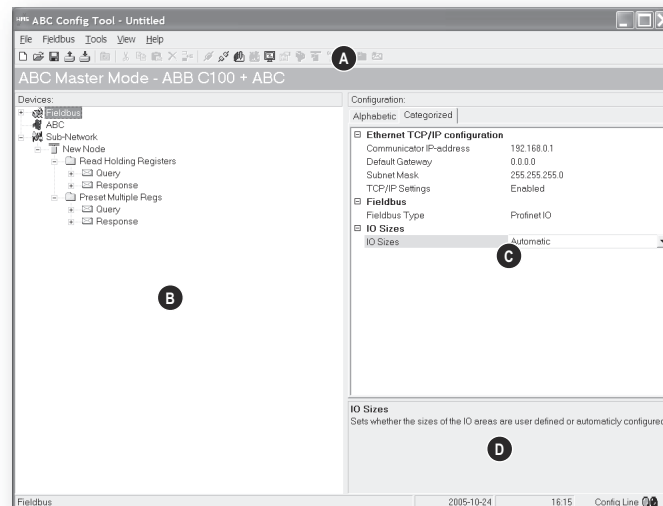 HMS ABC Config Tool - Untitled
File Fieldbus Tools View Help
A
ABC Master Mode - ABB C100 + ABC
Devices:
Fieldbus
ABC
Sub-Network
New Node
Read Holding Registers
Query
Response
Preset Multiple Regs
Query
Response
B
Configuration:
Alphabetic Categorized
Ethernet TCP/IP configuration
Communicator IP-address 192.168.0.1
Default Gateway 0.0.0.0
Subnet Mask 255.255.255.0
TCP/IP Settings Enabled
Fieldbus
Fieldbus Type Profinet IO
IO Sizes
IO Sizes Automatic
C
IO Sizes
Sets whether the sizes of the IO areas are user defined or automaticly configured
D
Fieldbus 2005-10-24 16:15 Config Line